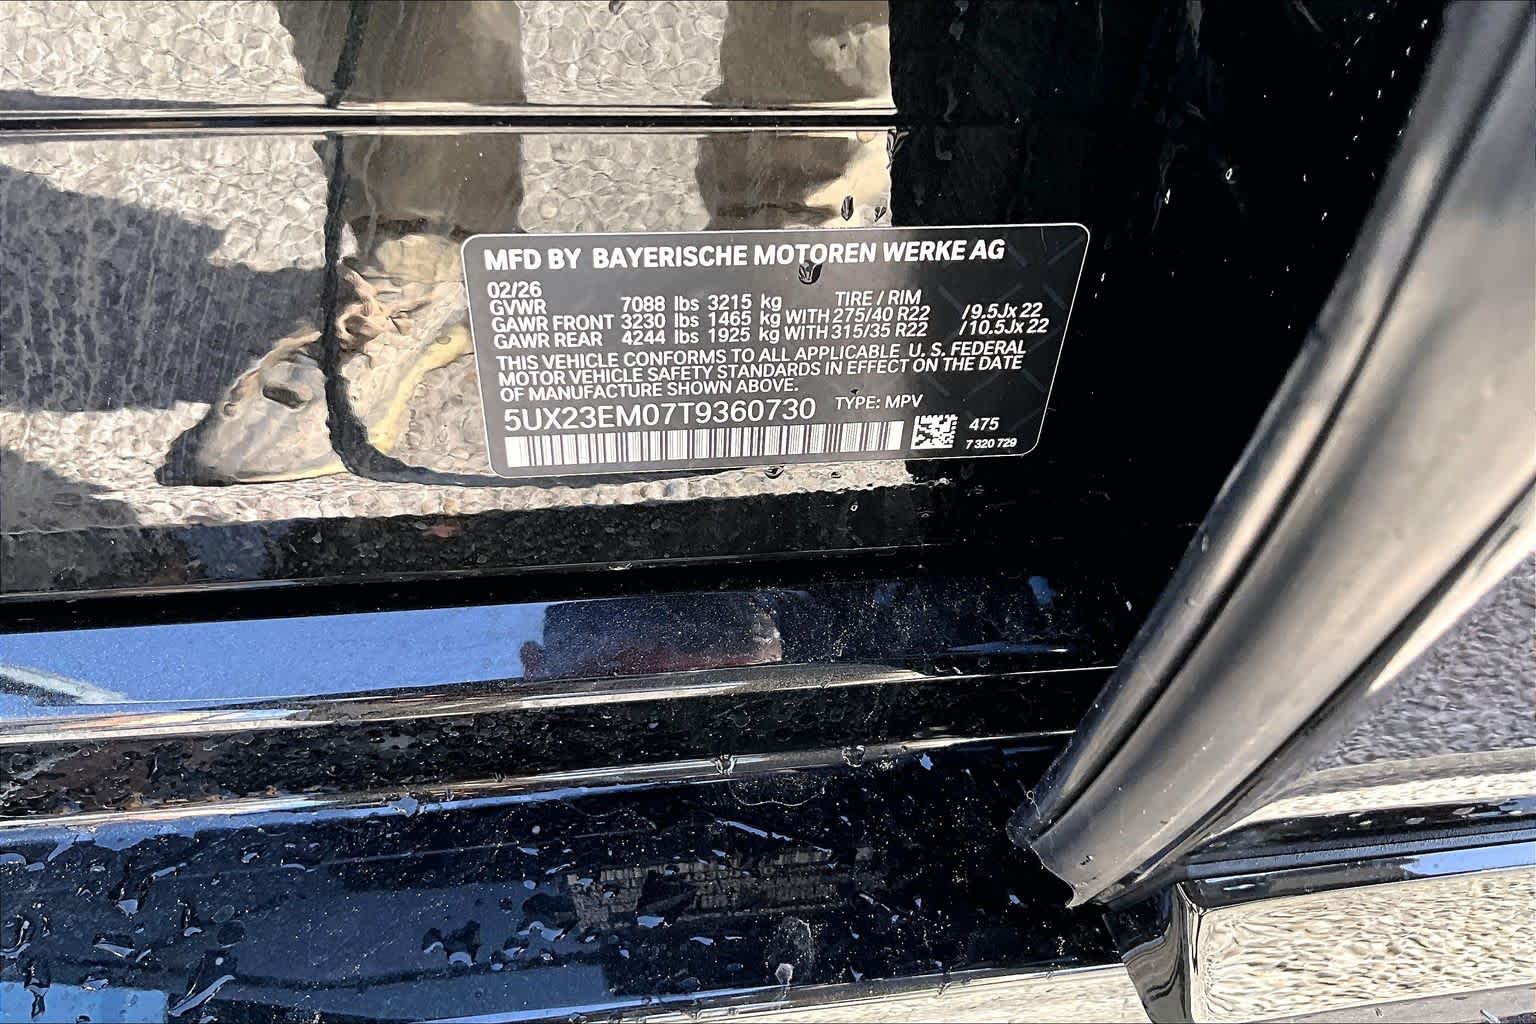 MFD BY BAYERISCHE MOTOREN WERKE AG
02/26
GVWR 7088 lbs 3215 kg TIRE / RIM
GAWR FRONT 3230 lbs 1465 kg WITH 275/40 R22 /9.5Jx22
GAWR REAR 4244 lbs 1925 kg WITH 315/35 R22 /10.5Jx22
THIS VEHICLE CONFORMS TO ALL APPLICABLE U. S. FEDERAL
MOTOR VEHICLE SAFETY STANDARDS IN EFFECT ON THE DATE
OF MANUFACTURE SHOWN ABOVE.
5UX23EM07T9360730 TYPE: MPV
475
7 320 729